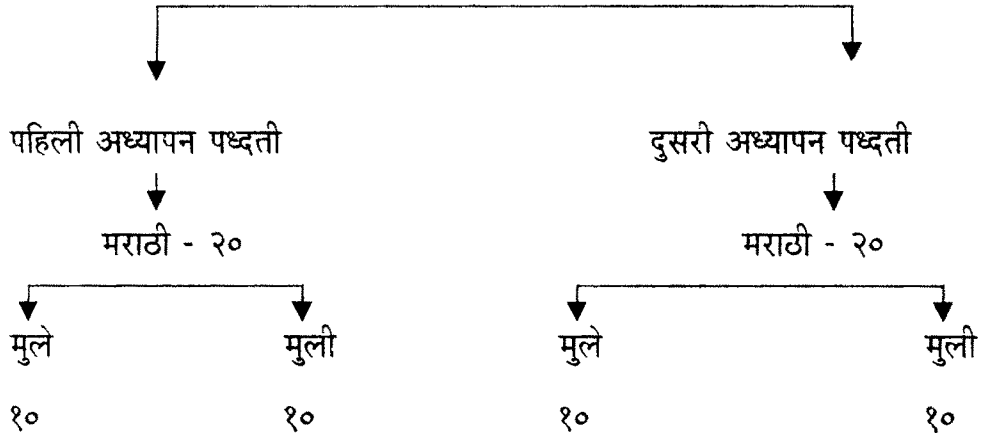 पहिली अध्यापन पध्दती दुसरी अध्यापन पध्दती
मराठी - २० मराठी - २०
मुले मुली मुले मुली
१० १० १० १०